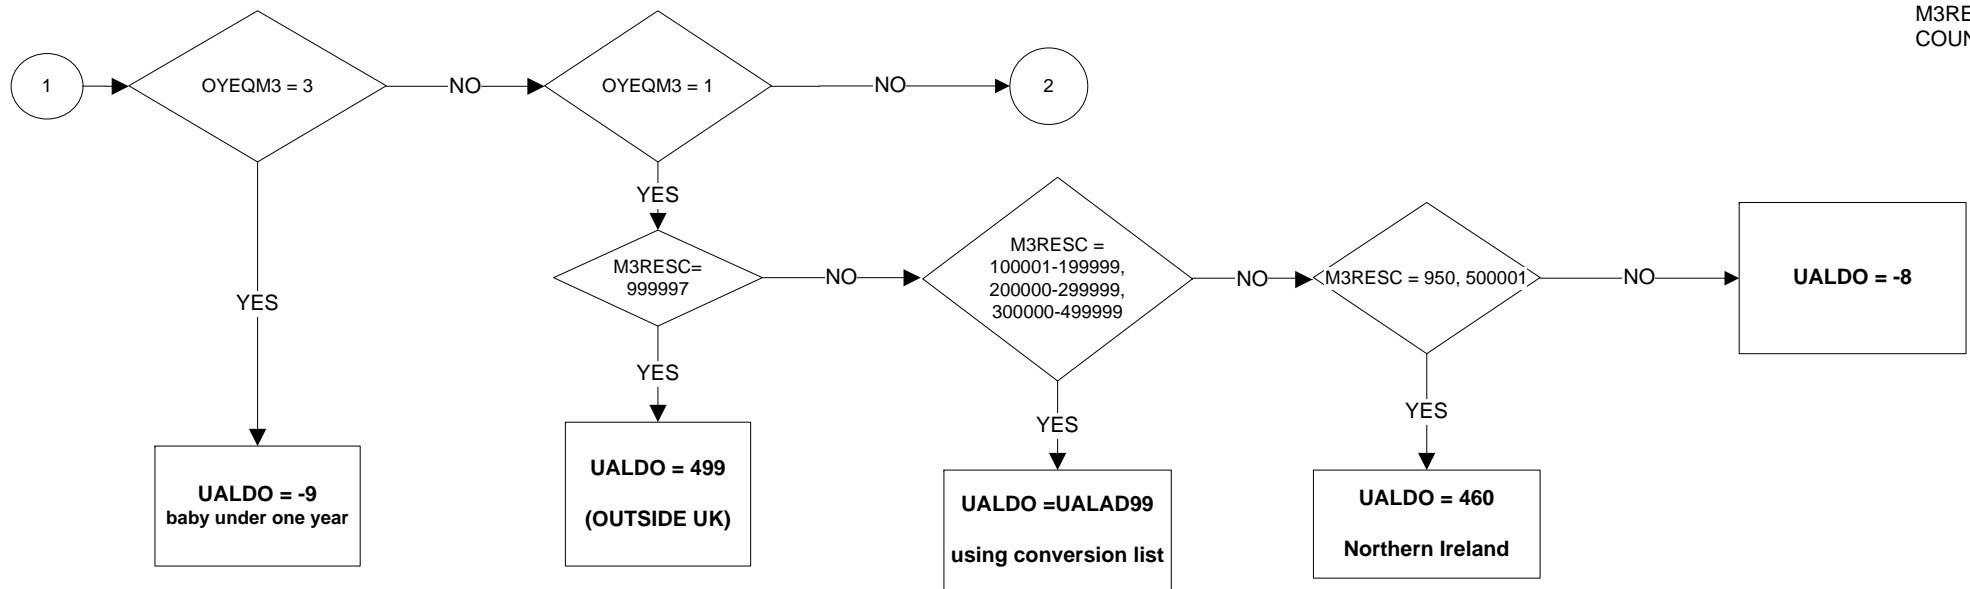 M3RE
COUN
1
OYEQM3 = 3
NO
OYEQM3 = 1
NO
2
YES
YES
M3RESC=
999997
NO
M3RESC =
100001-199999,
200000-299999,
300000-499999
NO
M3RESC = 950, 500001
NO
UALDO = -8
YES
YES
YES
UALDO = -9
baby under one year
UALDO = 499
(OUTSIDE UK)
UALDO =UALAD99
using conversion list
UALDO = 460
Northern Ireland